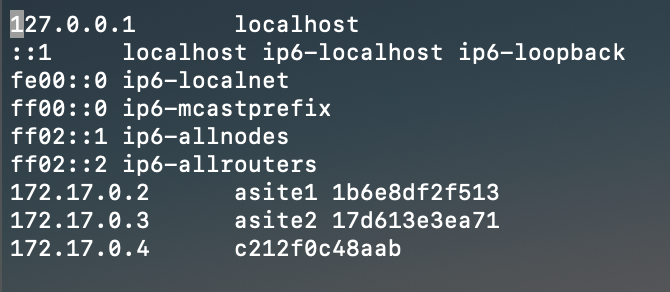 127.0.0.1 localhost
::1 localhost ip6-localhost ip6-loopback
fe00::0 ip6-localnet
ff00::0 ip6-mcastprefix
ff02::1 ip6-allnodes
ff02::2 ip6-allrouters
172.17.0.2 asite1 1b6e8df2f513
172.17.0.3 asite2 17d613e3ea71
172.17.0.4 c212f0c48aab